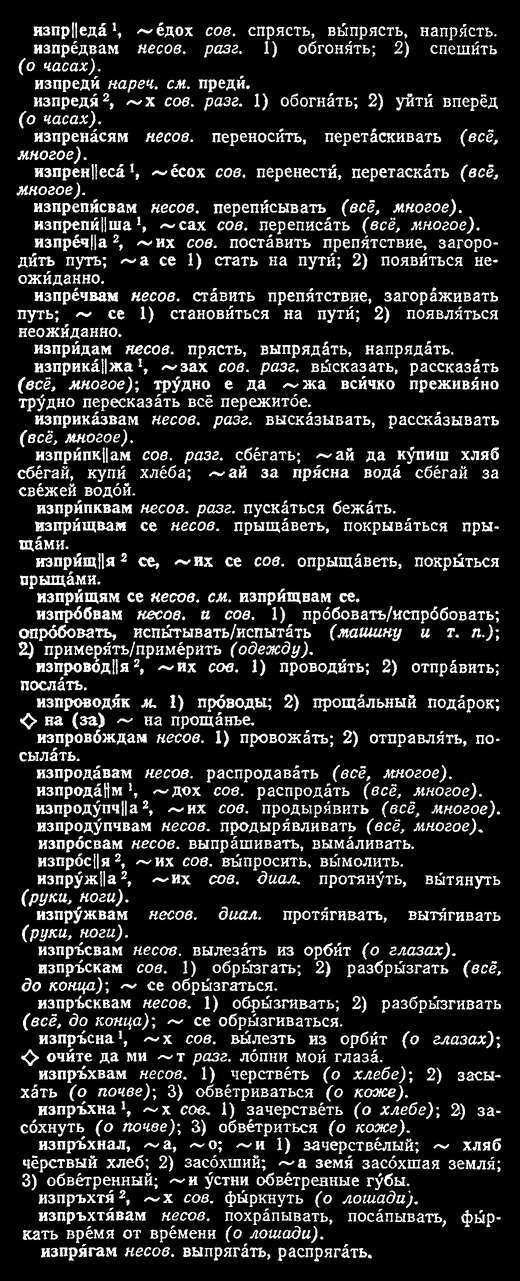 изпр||еда́ ¹, ~е́дох сов. спрясть, вы́прясть, напря́сть.
изпре́двам несов. разг. 1) обгоня́ть; 2) спеши́ть
(о часах).
изпреди́ нареч. см. преди́.
изпредя́ ², ~х сов. разг. 1) обогна́ть; 2) уйти́ вперёд
(о часах).
изпрена́сям несов. переноси́ть, перета́скивать (всё,
многое).
изпрен||еса́ ¹, ~е́сох сов. перенести́, перетаска́ть (всё,
многое).
изпрепи́свам несов. перепи́сывать (всё, многое).
изпрепи́||ша ¹, ~сах сов. переписа́ть (всё, многое).
изпре́ч||а ², ~их сов. поста́вить препя́тствие, загоро-
ди́ть путь; ~а се 1) стать на пути́; 2) появи́ться не-
ожи́данно.
изпре́чвам несов. ста́вить препя́тствие, загора́живать
путь; ~ се 1) станови́ться на пути́; 2) появля́ться
неожи́данно.
изпри́дам несов. прясть, выпряда́ть, напряда́ть.
изприка́||жа ¹, ~зах сов. разг. вы́сказать, рассказа́ть
(всё, многое); тру́дно е да ~жа вси́чко преживя́но
тру́дно пересказа́ть всё пережито́е.
изприка́звам несов. разг. выска́зывать, расска́зывать
(всё, многое).
изпри́пк||ам сов. разг. сбе́гать; ~ай да ку́пиш хляб
сбе́гай, купи́ хле́ба; ~ай за пря́сна вода́ сбе́гай за
све́жей водо́й.
изпри́пквам несов. разг. пуска́ться бежа́ть.
изпри́щвам се несов. прыща́веть, покрыва́ться пры-
ща́ми.
изпри́щ||я ² се, ~их се сов. опрыща́веть, покры́ться
прыща́ми.
изпри́щям се несов. см. изпри́щвам се.
изпро́бвам несов. и сов. 1) про́бовать/испро́бовать;
опро́бовать, испы́тывать/испыта́ть (машину и т. п.);
2) примеря́ть/приме́рить (одежду).
изпрово́д||я ², ~их сов. 1) проводи́ть; 2) отпра́вить;
посла́ть.
изпроводя́к м. 1) про́воды; 2) проща́льный пода́рок;
◇ на (за) ~ на проща́нье.
изпрово́ждам несов. 1) провожа́ть; 2) отправля́ть, по-
сыла́ть.
изпрода́вам несов. распродава́ть (всё, многое).
изпрода́||м ¹, ~дох сов. распрода́ть (всё, многое).
изпроду́пч||а ², ~их сов. продыря́вить (всё, многое).
изпроду́пчвам несов. продыря́вливать (всё, многое).
изпро́свам несов. выпра́шивать, выма́ливать.
изпро́с||я ², ~их сов. вы́просить, вы́молить.
изпру́ж||а ², ~их сов. диал. протяну́ть, вы́тянуть
(руки, ноги).
изпру́жвам несов. диал. протя́гивать, вытя́гивать
(руки, ноги).
изпръ́свам несов. вылеза́ть из орби́т (о глазах).
изпръ́скам сов. 1) обры́згать; 2) разбры́згать (всё,
до конца); ~ се обры́згаться.
изпръ́сквам несов. 1) обры́згивать; 2) разбры́згивать
(всё, до конца); ~ се обры́згиваться.
изпръ́сна ¹, ~х сов. вы́лезть из орби́т (о глазах);
◇ очи́те да ми ~т разг. ло́пни мои́ глаза́.
изпръ́хвам несов. 1) черстве́ть (о хлебе); 2) засы-
ха́ть (о почве); 3) обве́триваться (о коже).
изпръ́хна ¹, ~х сов. 1) зачерстве́ть (о хлебе); 2) за-
со́хнуть (о почве); 3) обве́триться (о коже).
изпръ́хнал, ~а, ~о; ~и 1) зачерстве́лый; ~ хляб
чёрствый хлеб; 2) засо́хший; ~а земя́ засо́хшая земля́;
3) обве́тренный; ~и у́стни обве́тренные гу́бы.
изпръхтя́ ², ~х сов. фы́ркнуть (о лошади).
изпръхтя́вам несов. похра́пывать, поса́пывать, фы́р-
кать вре́мя от вре́мени (о лошади).
изпря́гам несов. выпряга́ть, распряга́ть.